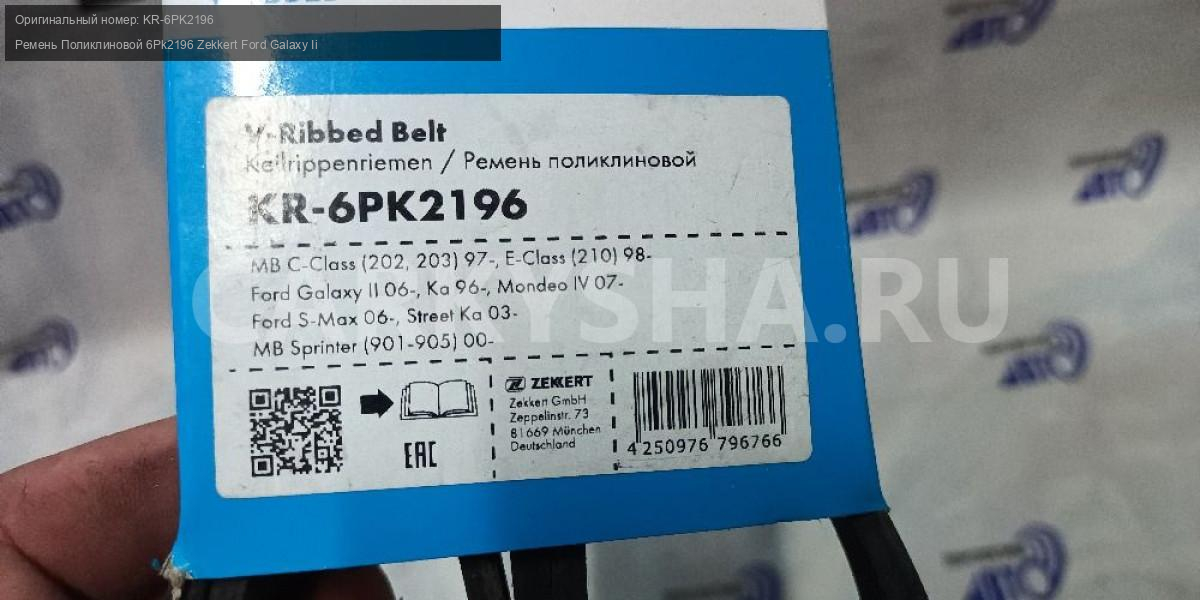 Оригинальный номер: KR-6PK2196
Ремень Поликлиновой 6Pk2196 Zekkert Ford Galaxy Ii
V-Ribbed Belt
Keilrippenriemen / Ремень поликлиновой
KR-6PK2196
MB C-Class (202, 203) 97-, E-Class (210) 98-
Ford Galaxy II 06-, Ka 96-, Mondeo IV 07-
Ford S-Max 06-, Street Ka 03-
MB Sprinter (901-905) 00-
ZEKKERT
Zekkert GmbH
Zeppelinstr. 73
81669 München
Deutschland
EAC
4 250976 796766